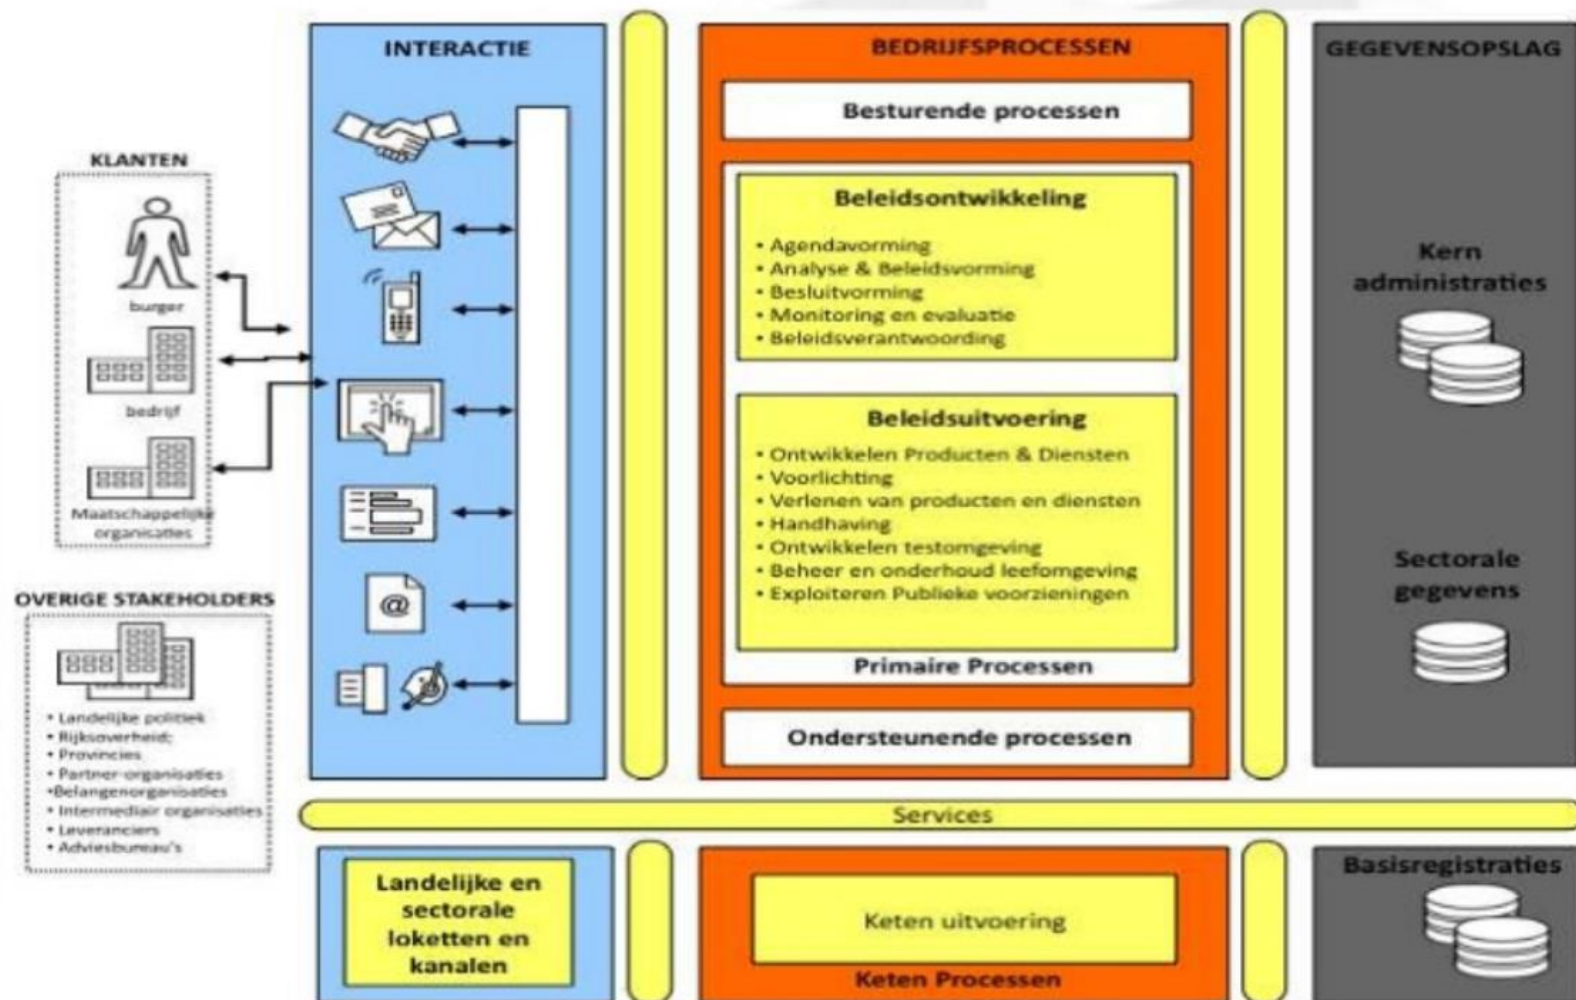 INTERACTIE
BEDRIJFSPROCESSEN
GEGEVENSOPSLAG
KLANTEN
burger
bedrijf
Maatschappelijke
organisaties
OVERIGE STAKEHOLDERS
• Landelijke politiek
• Rijksoverheid;
• Provincies
• Partner-organisaties
•Belangenorganisaties
• Intermediair organisaties
• Leveranciers
• Adviesbureau's
@
Besturende processen
Beleidsontwikkeling
• Agendavorming
• Analyse & Beleidsvorming
• Besluitvorming
• Monitoring en evaluatie
• Beleidsverantwoording
Beleidsuitvoering
• Ontwikkelen Producten & Diensten
• Voorlichting
• Verlenen van producten en diensten
• Handhaving
• Ontwikkelen testomgeving
• Beheer en onderhoud leefomgeving
• Exploiteren Publieke voorzieningen
Primaire Processen
Ondersteunende processen
Kern
administraties
Sectorale
gegevens
Services
Landelijke en
sectorale
loketten en
kanalen
Keten uitvoering
Keten Processen
Basisregistraties